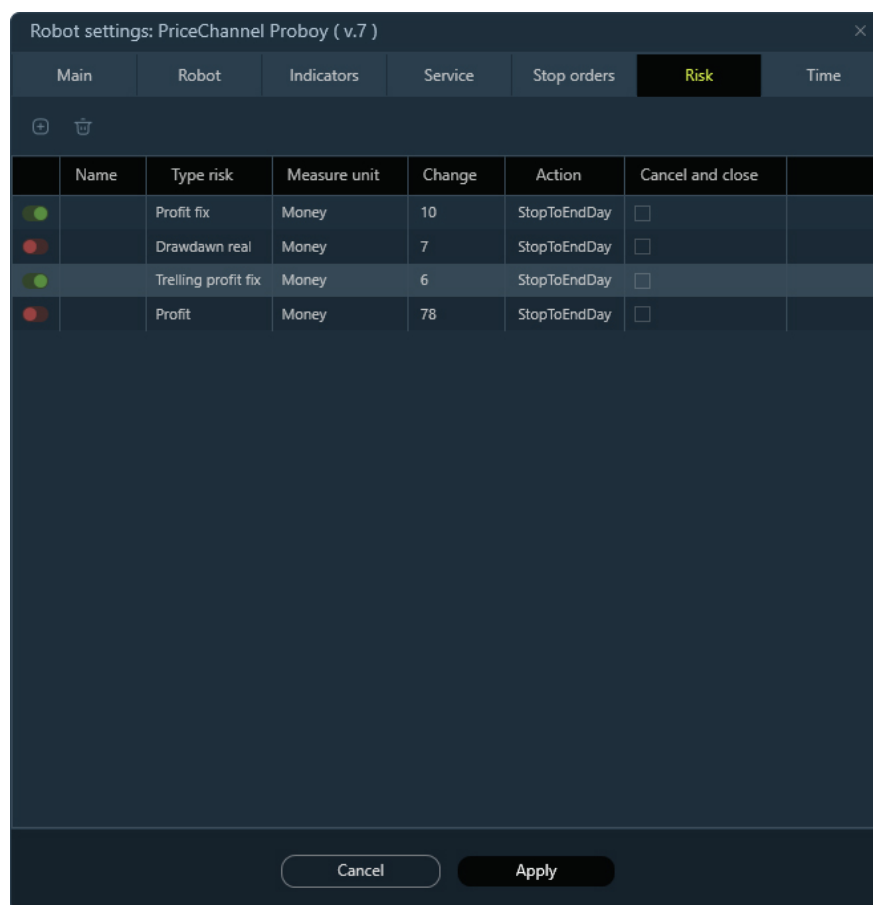 Robot settings: PriceChannel Proboy ( v.7 )
Main Robot Indicators Service Stop orders Risk Time
Name Type risk Measure unit Change Action Cancel and close
Profit fix Money 10 StopToEndDay
Drawdawn real Money 7 StopToEndDay
Trelling profit fix Money 6 StopToEndDay
Profit Money 78 StopToEndDay
Cancel Apply